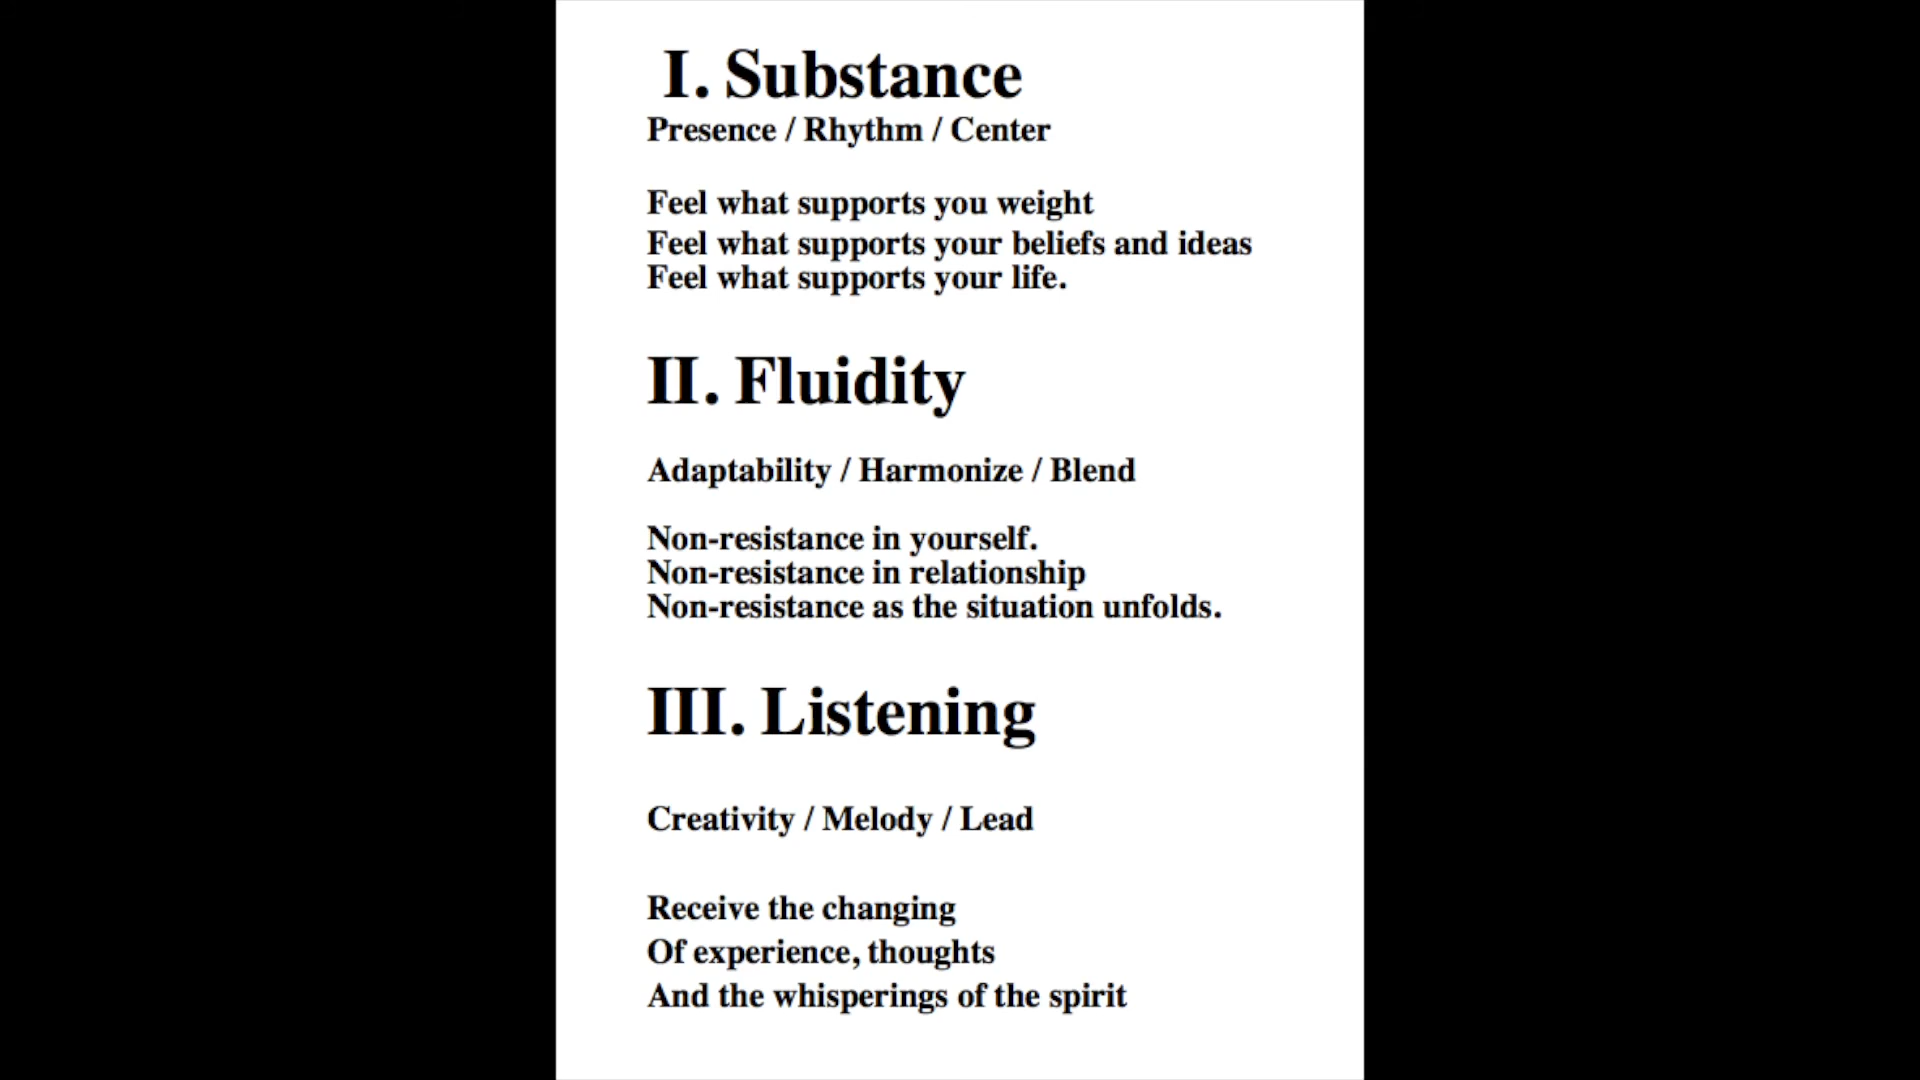 I. Substance
Presence / Rhythm / Center
Feel what supports you weight
Feel what supports your beliefs and ideas
Feel what supports your life.
II. Fluidity
Adaptability / Harmonize / Blend
Non-resistance in yourself.
Non-resistance in relationship
Non-resistance as the situation unfolds.
III. Listening
Creativity / Melody / Lead
Receive the changing
Of experience, thoughts
And the whisperings of the spirit